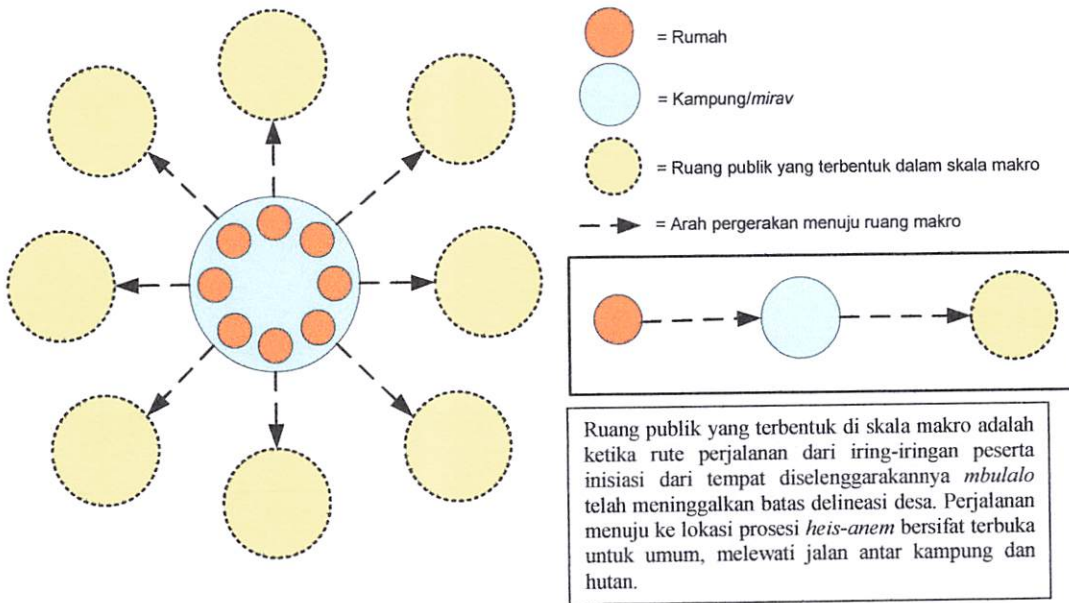 = Rumah
= Kampung/mirav
= Ruang publik yang terbentuk dalam skala makro
= Arah pergerakan menuju ruang makro
Ruang publik yang terbentuk di skala makro adalah
ketika rute perjalanan dari iring-iringan peserta
inisiasi dari tempat diselenggarakannya mbulalo
telah meninggalkan batas delineasi desa. Perjalanan
menuju ke lokasi prosesi heis-anem bersifat terbuka
untuk umum, melewati jalan antar kampung dan
hutan.